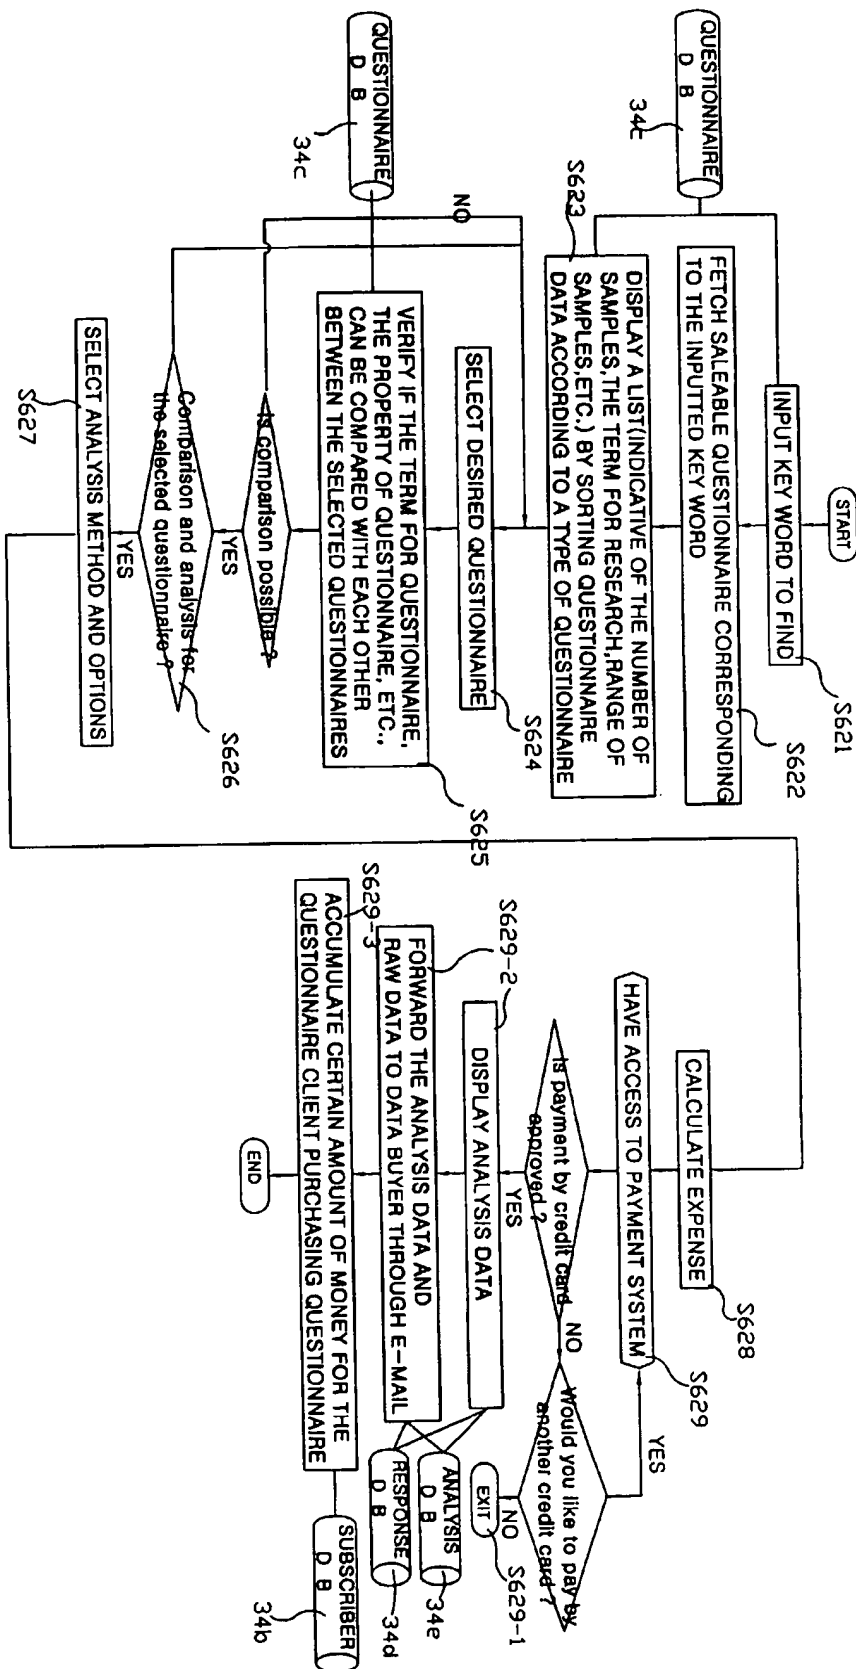 START
INPUT KEY WORD TO FIND
S621
QUESTIONNAIRE
D B
34c
FETCH SALEABLE QUESTIONNAIRE CORRESPONDING
TO THE INPUTTED KEY WORD
S622
S623
DISPLAY A LIST(INDICATIVE OF THE NUMBER OF
SAMPLES,THE TERM FOR RESEARCH,RANGE OF
SAMPLES,ETC.) BY SORTING QUESTIONNAIRE
DATA ACCORDING TO A TYPE OF QUESTIONNAIRE
SELECT DESIRED QUESTIONNAIRE
S624
NO
QUESTIONNAIRE
D B
34c
VERIFY IF THE TERM FOR QUESTIONNAIRE,
THE PROPERTY OF QUESTIONNAIRE, ETC.,
CAN BE COMPARED WITH EACH OTHER
BETWEEN THE SELECTED QUESTIONNAIRES
S625
Is comparison possible ?
YES
Comparison and analysis for
the selected questionnaire ?
S626
YES
SELECT ANALYSIS METHOD AND OPTIONS
S627
CALCULATE EXPENSE
S628
HAVE ACCESS TO PAYMENT SYSTEM
S629
YES
Is payment by credit card
approved ?
NO
Would you like to pay by
another credit card ?
YES
NO
EXIT
S629-1
S629-2
DISPLAY ANALYSIS DATA
ANALYSIS
D B
34e
FORWARD THE ANALYSIS DATA AND
RAW DATA TO DATA BUYER THROUGH E-MAIL
RESPONSE
D B
34d
S629-3
ACCUMULATE CERTAIN AMOUNT OF MONEY FOR THE
QUESTIONNAIRE CLIENT PURCHASING QUESTIONNAIRE
SUBSCRIBER
D B
34b
END